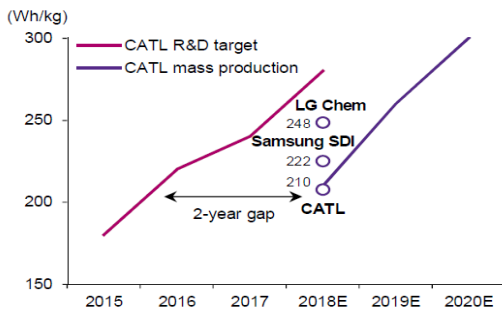 (Wh/kg)
300
CATL R&D target
CATL mass production
LG Chem
248
250
Samsung SDI
222
210
200
2-year gap
CATL
150
2015 2016 2017 2018E 2019E 2020E